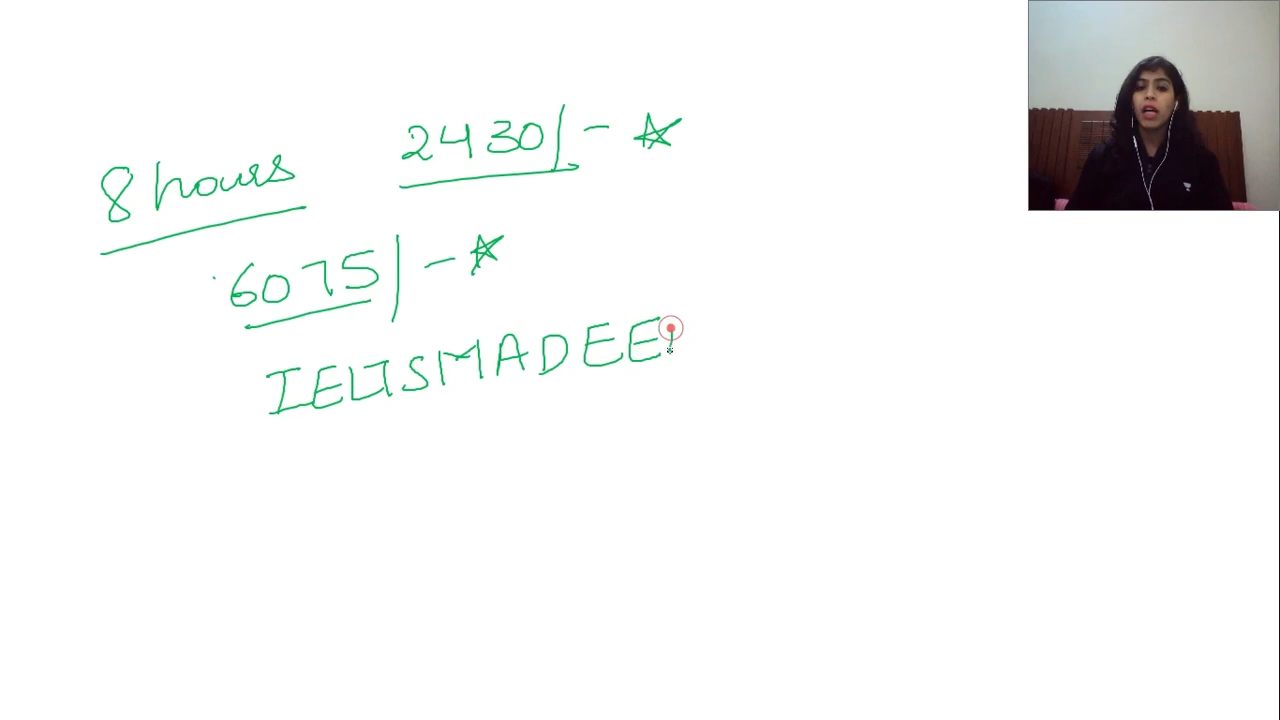 8 hours 2430/- ☆
6075/- ☆
IELTSMADEE